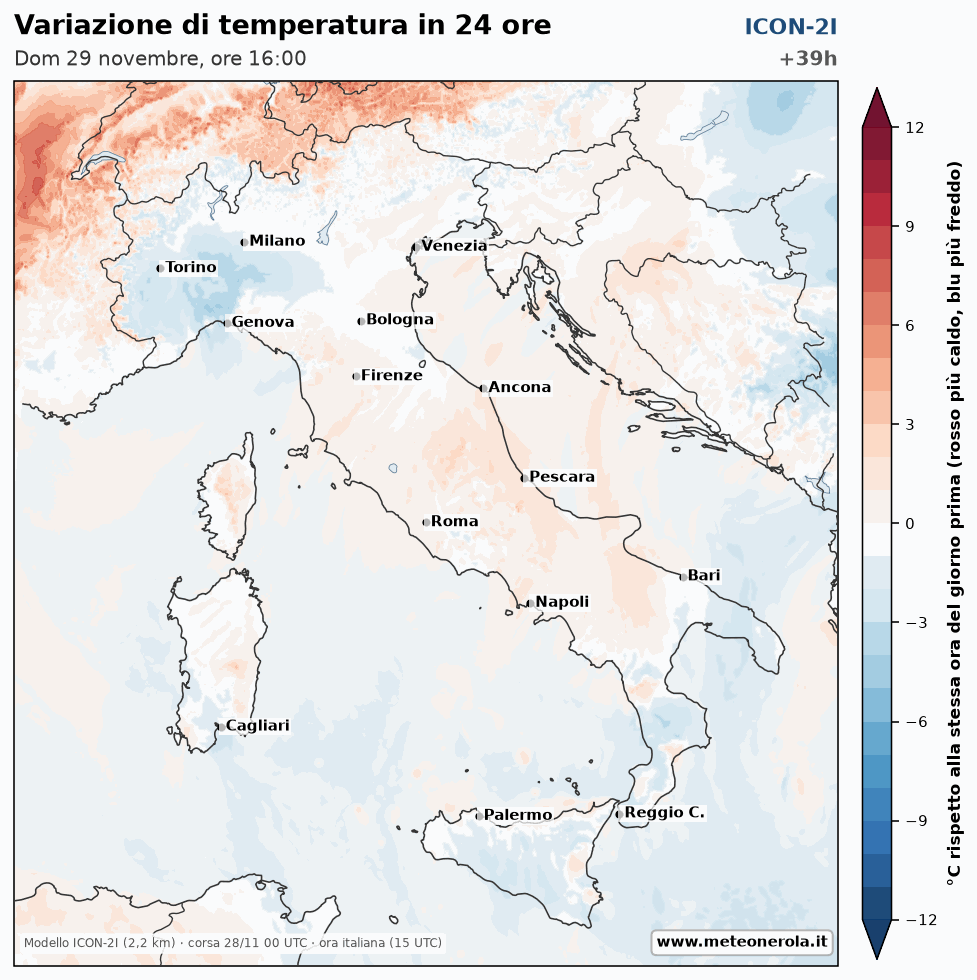 Variazione di temperatura in 24 ore
ICON-2I
Dom 29 novembre, ore 16:00
+39h
Milano
Venezia
Torino
Genova
Bologna
Firenze
Ancona
Pescara
Roma
Bari
Napoli
Cagliari
Palermo
Reggio C.
Modello ICON-2I (2,2 km) · corsa 28/11 00 UTC · ora italiana (15 UTC)
www.meteonerola.it
12
9
6
3
0
−3
−6
−9
−12
°C rispetto alla stessa ora del giorno prima (rosso più caldo, blu più freddo)